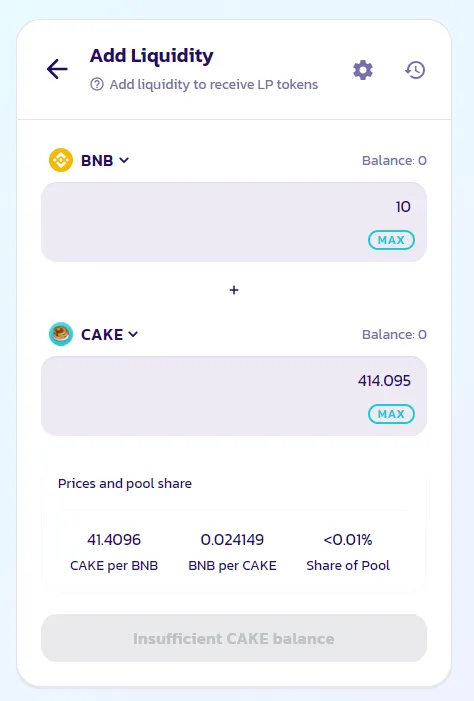 Add Liquidity
Add liquidity to receive LP tokens
BNB Balance: 0
10
MAX
+
CAKE Balance: 0
414.095
MAX
Prices and pool share
41.4096 0.024149 <0.01%
CAKE per BNB BNB per CAKE Share of Pool
Insufficient CAKE balance